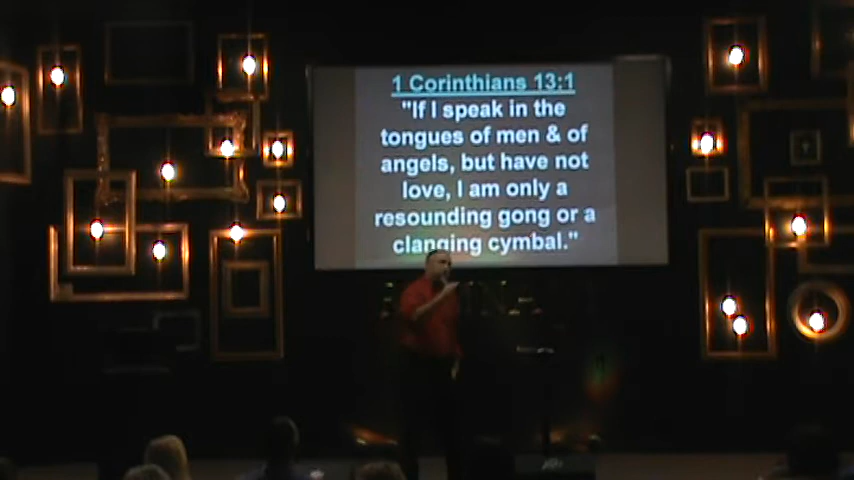 1 Corinthians 13:1
"If I speak in the
tongues of men & of
angels, but have not
love, I am only a
resounding gong or a
clanging cymbal."